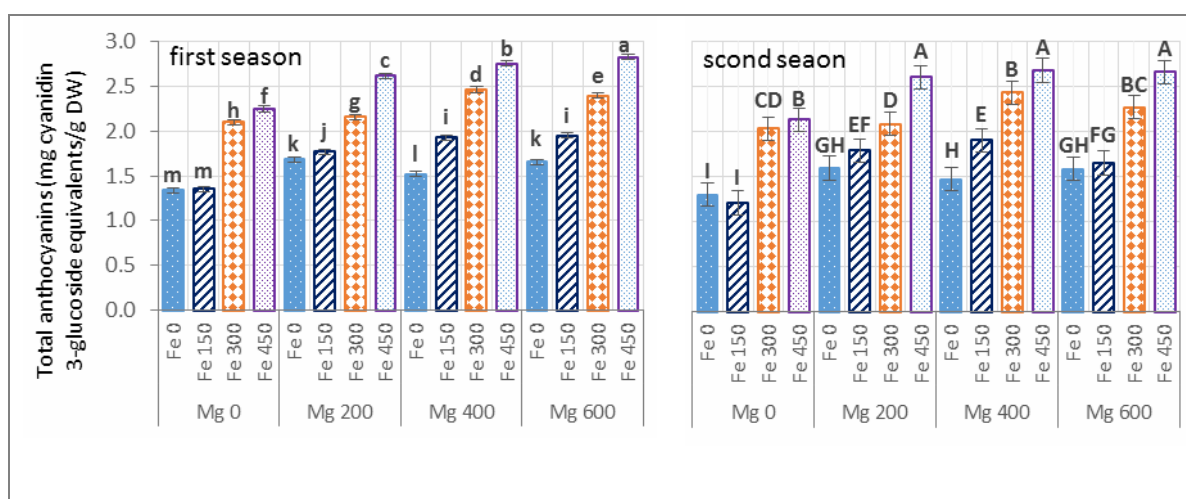 Total anthocyanins (mg cyanidin
3-glucoside equivalents/g DW)
3.0
2.5
2.0
1.5
1.0
0.5
0.0
first season
m m h f k j g c l i d b k i e a
Fe 0 Fe 150 Fe 300 Fe 450 Fe 0 Fe 150 Fe 300 Fe 450 Fe 0 Fe 150 Fe 300 Fe 450 Fe 0 Fe 150 Fe 300 Fe 450
Mg 0 Mg 200 Mg 400 Mg 600
scond seaon
I I CD B GH EF D A H E B A GH FG BC A
Fe 0 Fe 150 Fe 300 Fe 450 Fe 0 Fe 150 Fe 300 Fe 450 Fe 0 Fe 150 Fe 300 Fe 450 Fe 0 Fe 150 Fe 300 Fe 450
Mg 0 Mg 200 Mg 400 Mg 600